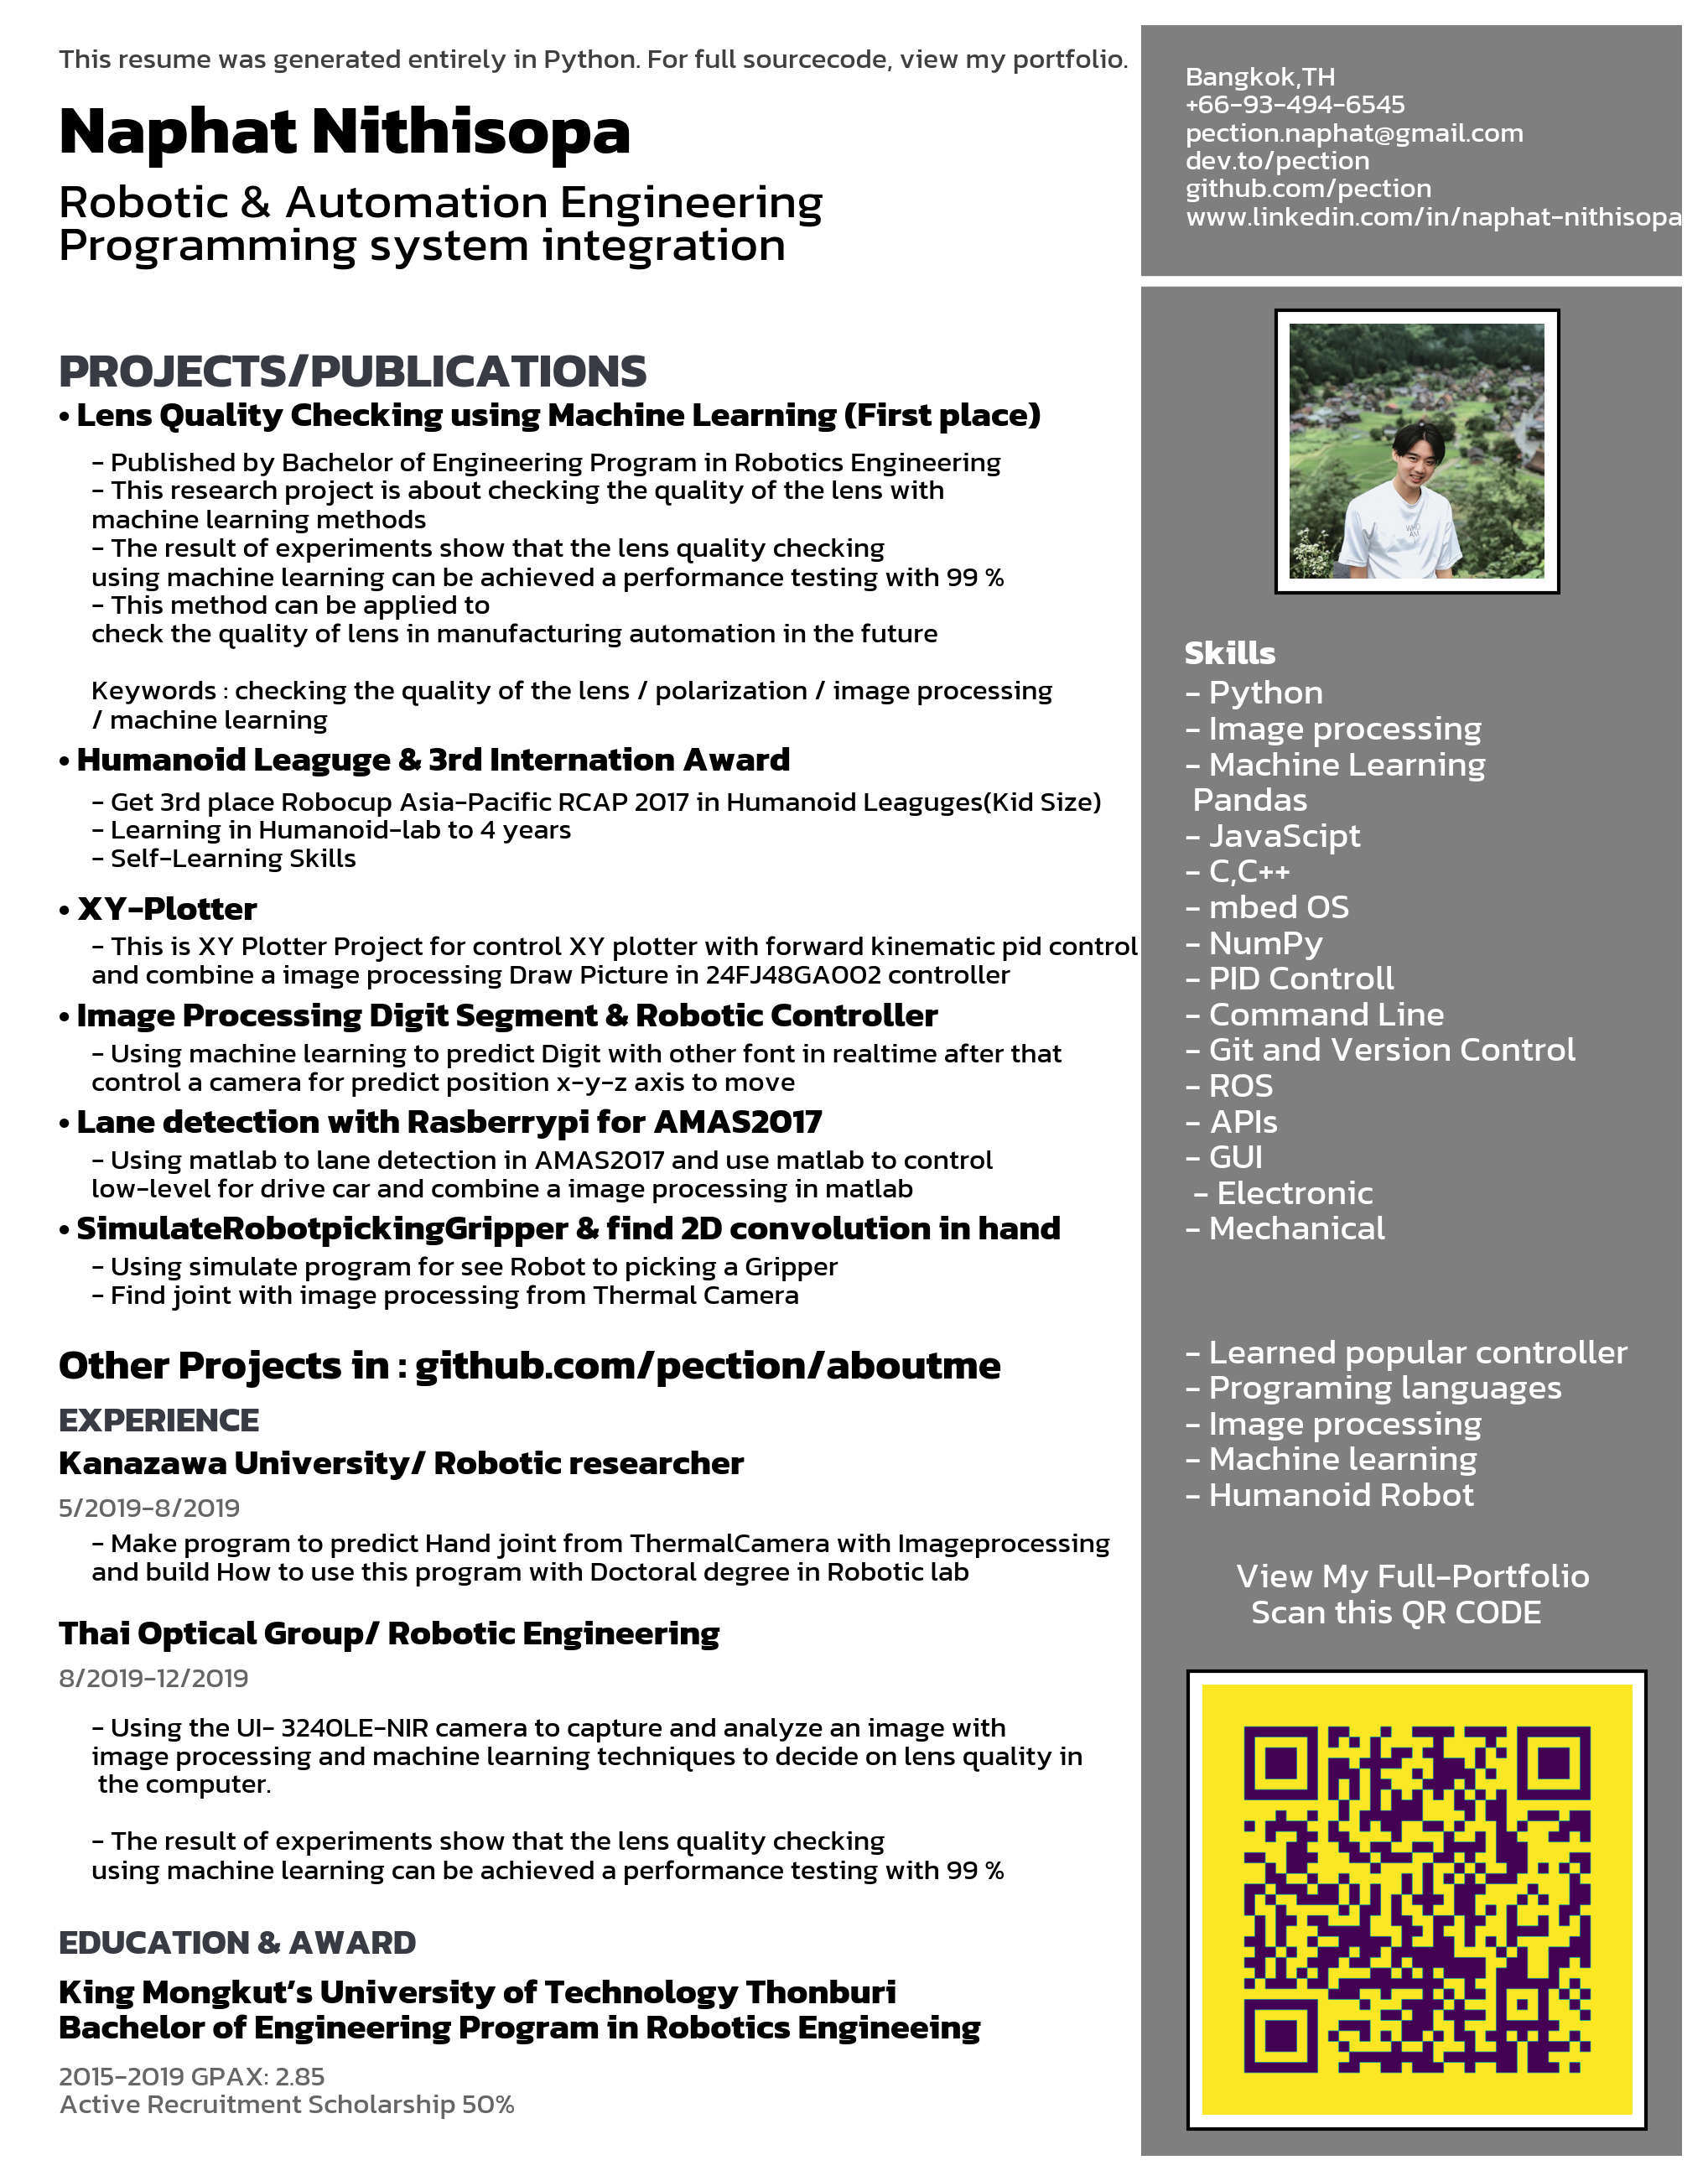 This resume was generated entirely in Python. For full sourcecode, view my portfolio.
Naphat Nithisopa
Robotic & Automation Engineering
Programming system integration
PROJECTS/PUBLICATIONS
• Lens Quality Checking using Machine Learning (First place)
- Published by Bachelor of Engineering Program in Robotics Engineering
- This research project is about checking the quality of the lens with
machine learning methods
- The result of experiments show that the lens quality checking
using machine learning can be achieved a performance testing with 99 %
- This method can be applied to
check the quality of lens in manufacturing automation in the future
Keywords : checking the quality of the lens / polarization / image processing
/ machine learning
• Humanoid Leaguge & 3rd Internation Award
- Get 3rd place Robocup Asia-Pacific RCAP 2017 in Humanoid Leaguges(Kid Size)
- Learning in Humanoid-lab to 4 years
- Self-Learning Skills
• XY-Plotter
- This is XY Plotter Project for control XY plotter with forward kinematic pid control
and combine a image processing Draw Picture in 24FJ48GA002 controller
• Image Processing Digit Segment & Robotic Controller
- Using machine learning to predict Digit with other font in realtime after that
control a camera for predict position x-y-z axis to move
• Lane detection with Rasberrypi for AMAS2017
- Using matlab to lane detection in AMAS2017 and use matlab to control
low-level for drive car and combine a image processing in matlab
• SimulateRobotpickingGripper & find 2D convolution in hand
- Using simulate program for see Robot to picking a Gripper
- Find joint with image processing from Thermal Camera
Other Projects in : github.com/pection/aboutme
EXPERIENCE
Kanazawa University/ Robotic researcher
5/2019-8/2019
- Make program to predict Hand joint from ThermalCamera with Imageprocessing
and build How to use this program with Doctoral degree in Robotic lab
Thai Optical Group/ Robotic Engineering
8/2019-12/2019
- Using the UI- 3240LE-NIR camera to capture and analyze an image with
image processing and machine learning techniques to decide on lens quality in
the computer.
- The result of experiments show that the lens quality checking
using machine learning can be achieved a performance testing with 99 %
EDUCATION & AWARD
King Mongkut's University of Technology Thonburi
Bachelor of Engineering Program in Robotics Engineeing
2015-2019 GPAX: 2.85
Active Recruitment Scholarship 50%
Bangkok,TH
+66-93-494-6545
pection.naphat@gmail.com
dev.to/pection
github.com/pection
www.linkedin.com/in/naphat-nithisopa
WHO
AM
Skills
- Python
- Image processing
- Machine Learning
Pandas
- JavaScipt
- C,C++
- mbed OS
- NumPy
- PID Controll
- Command Line
- Git and Version Control
- ROS
- APIs
- GUI
- Electronic
- Mechanical
- Learned popular controller
- Programing languages
- Image processing
- Machine learning
- Humanoid Robot
View My Full-Portfolio
Scan this QR CODE